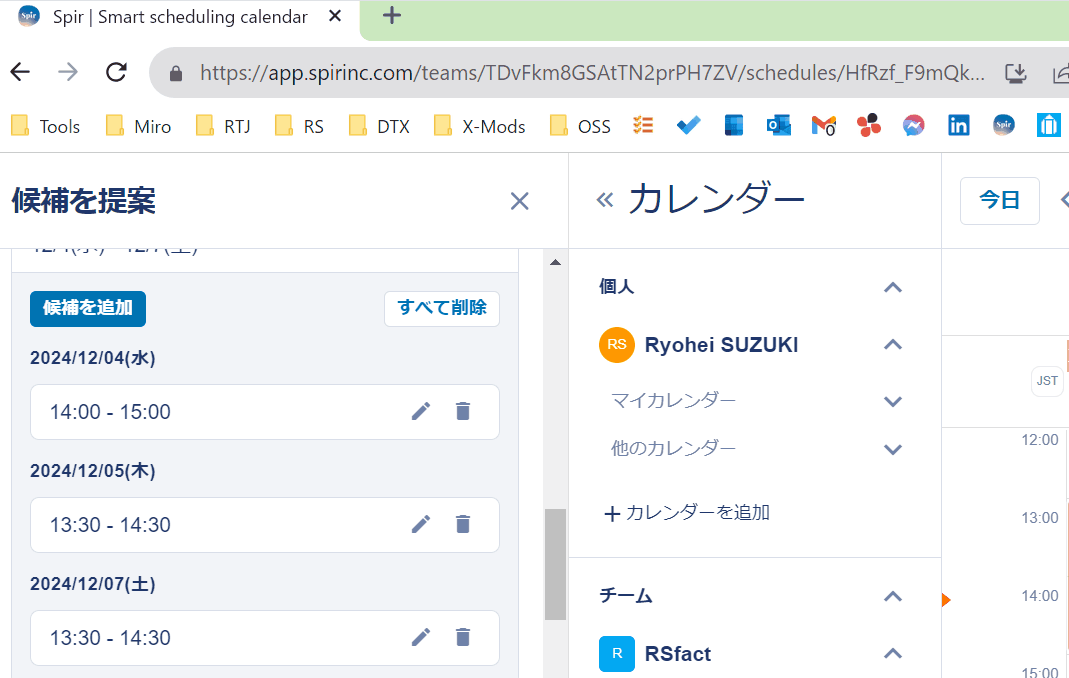 Spir | Smart scheduling calendar
https://app.spirinc.com/teams/TDvFkm8GSAtTN2prPH7ZV/schedules/HfRzf_F9mQk...
Tools Miro RTJ RS DTX X-Mods OSS
候補を提案
候補を追加 すべて削除
2024/12/04(水)
14:00 - 15:00
2024/12/05(木)
13:30 - 14:30
2024/12/07(土)
13:30 - 14:30
« カレンダー
個人
RS Ryohei SUZUKI
マイカレンダー
他のカレンダー
+ カレンダーを追加
チーム
R RSfact
今日
JST
12:00
13:00
14:00
15:00